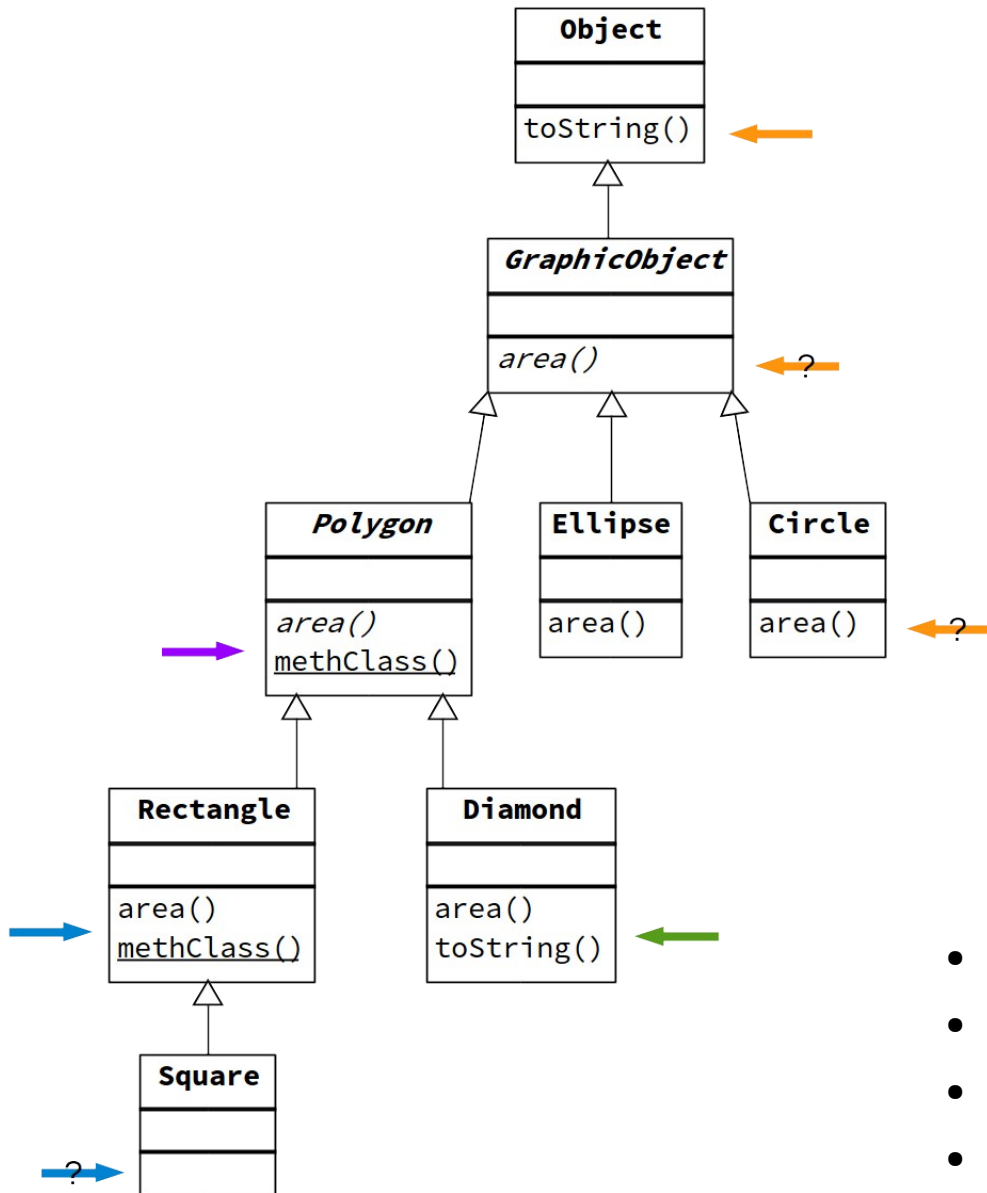 Object
toString()
GraphicObject
area()
?
Polygon
Ellipse
Circle
area()
methClass()
area()
area()
?
Rectangle
Diamond
area()
methClass()
area()
toString()
Square
?